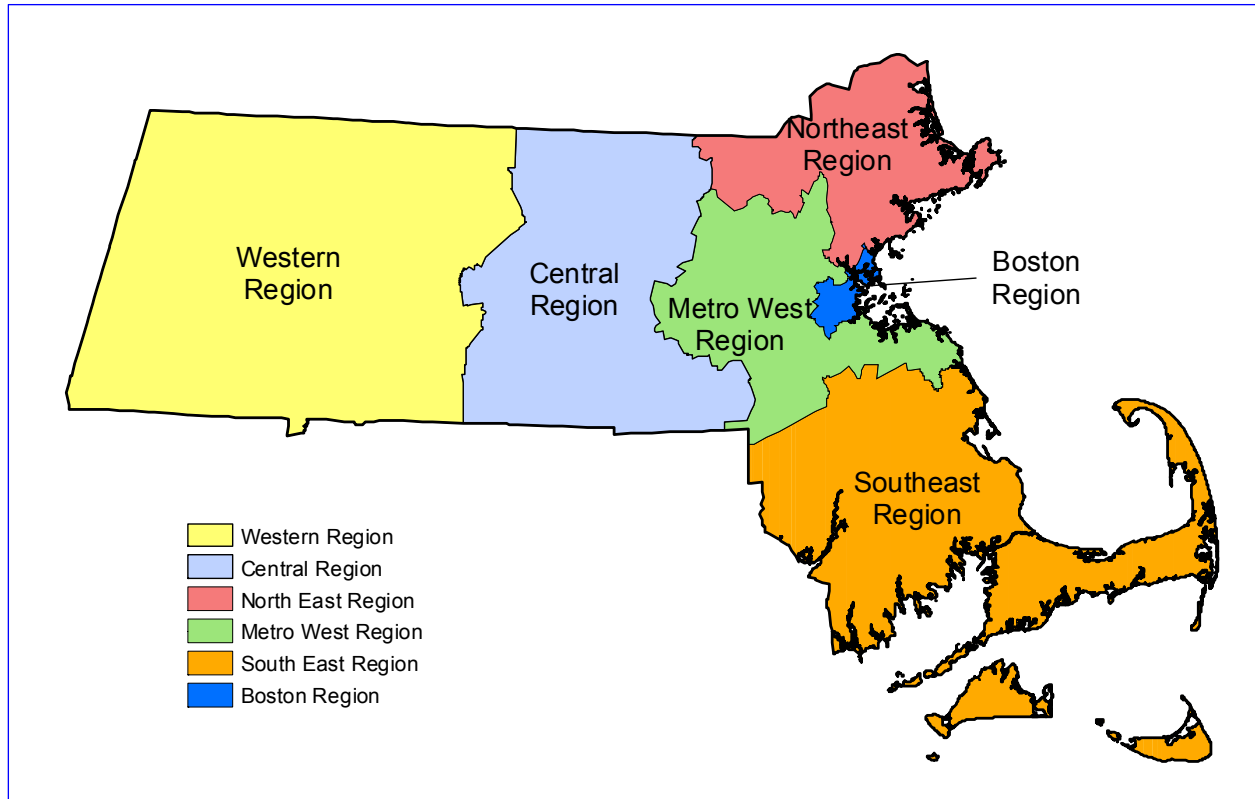 Northeast
Region
Western
Region
Central
Region
Boston
Region
Metro West
Region
Southeast
Region
Western Region
Central Region
North East Region
Metro West Region
South East Region
Boston Region